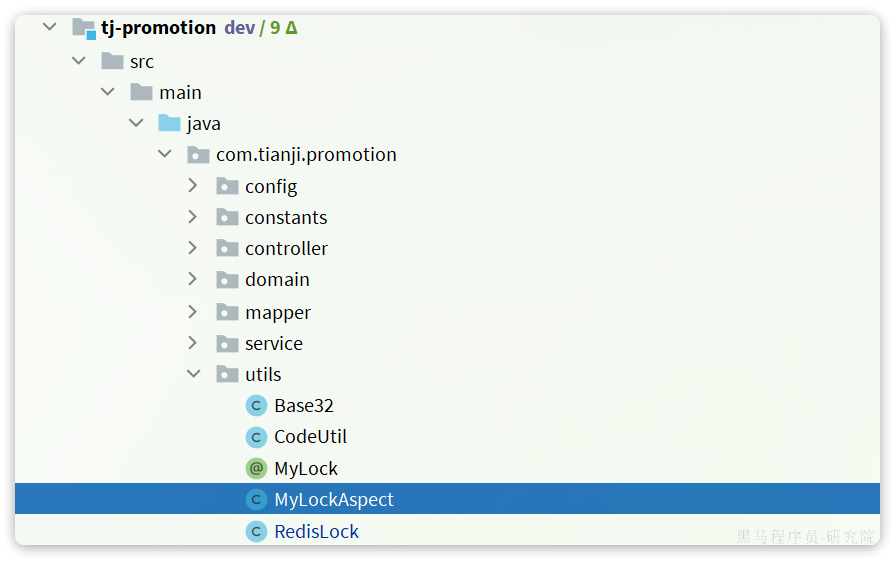 tj-promotion dev / 9 Δ
src
main
java
com.tianji.promotion
config
constants
controller
domain
mapper
service
utils
C Base32
C CodeUtil
@ MyLock
C MyLockAspect
C RedisLock
黑马程序员-研究院